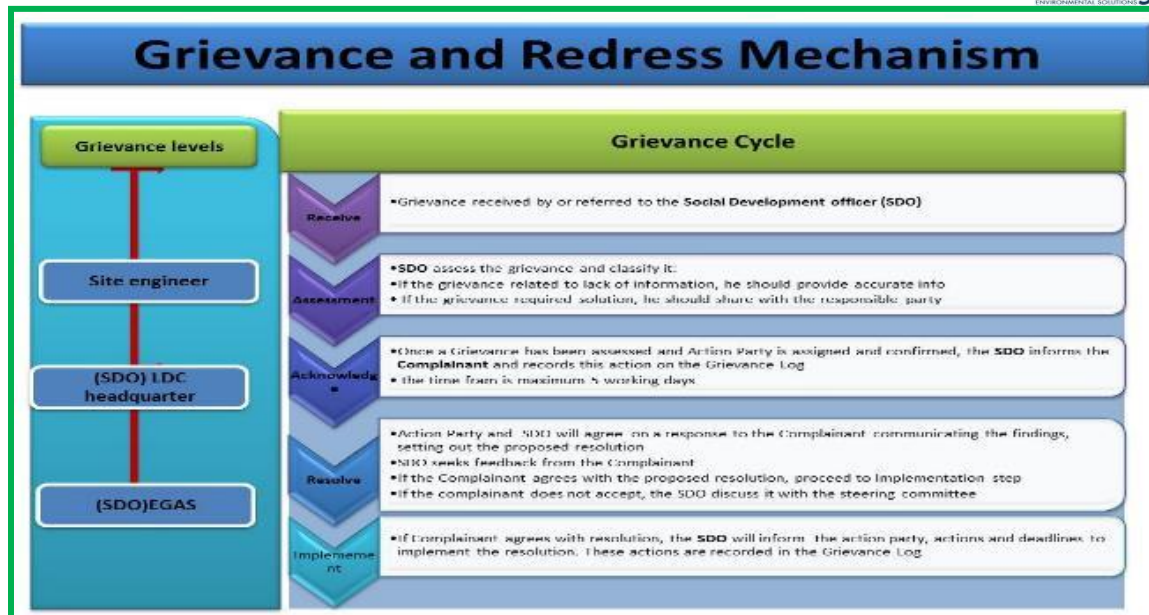 ENVIRONMENTAL SOLUTIONS
Grievance and Redress Mechanism
Grievance levels
Site engineer
(SDO) LDC
headquarter
(SDO)EGAS
Grievance Cycle
Receive
•Grievance received by or referred to the Social Development officer (SDO)
Assessment
•SDO assess the grievance and classify it:
•If the grievance related to lack of information, he should provide accurate info
• If the grievance required solution, he should share with the responsible party
Acknowledg
e
•Once a Grievance has been assessed and Action Party is assigned and confirmed, the SDO informs the
Complainant and records this action on the Grievance Log
• the time fram is maximum 5 working days
Resolve
•Action Party and SDO will agree on a response to the Complainant communicating the findings,
setting out the proposed resolution
•SDO seeks feedback from the Complainant
•If the Complainant agrees with the proposed resolution, proceed to Implementation step
•If the complainant does not accept, the SDO discuss it with the steering committee
Implememe
nt
•If Complainant agrees with resolution, the SDO will inform the action party, actions and deadlines to
implement the resolution. These actions are recorded in the Grievance Log